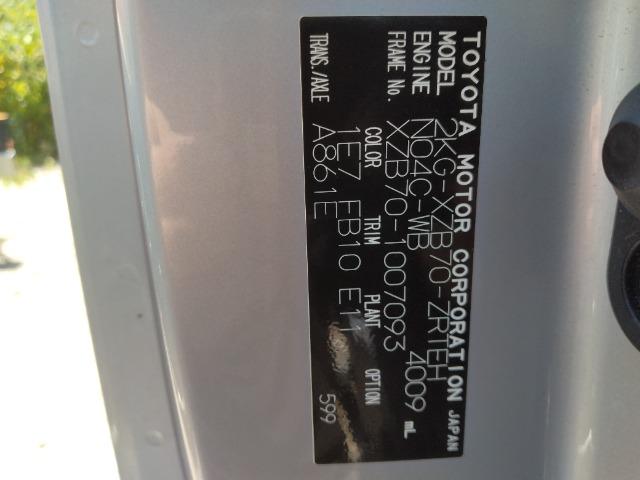 TOYOTA MOTOR CORPORATION JAPAN
MODEL 2KG-XZB70-ZRTEH
ENGINE N04C-WB 4009 mL
FRAME No. XZB70-1007093
COLOR TRIM PLANT OPTION
1E7 FB10 E11 599
TRANS./AXLE A861E